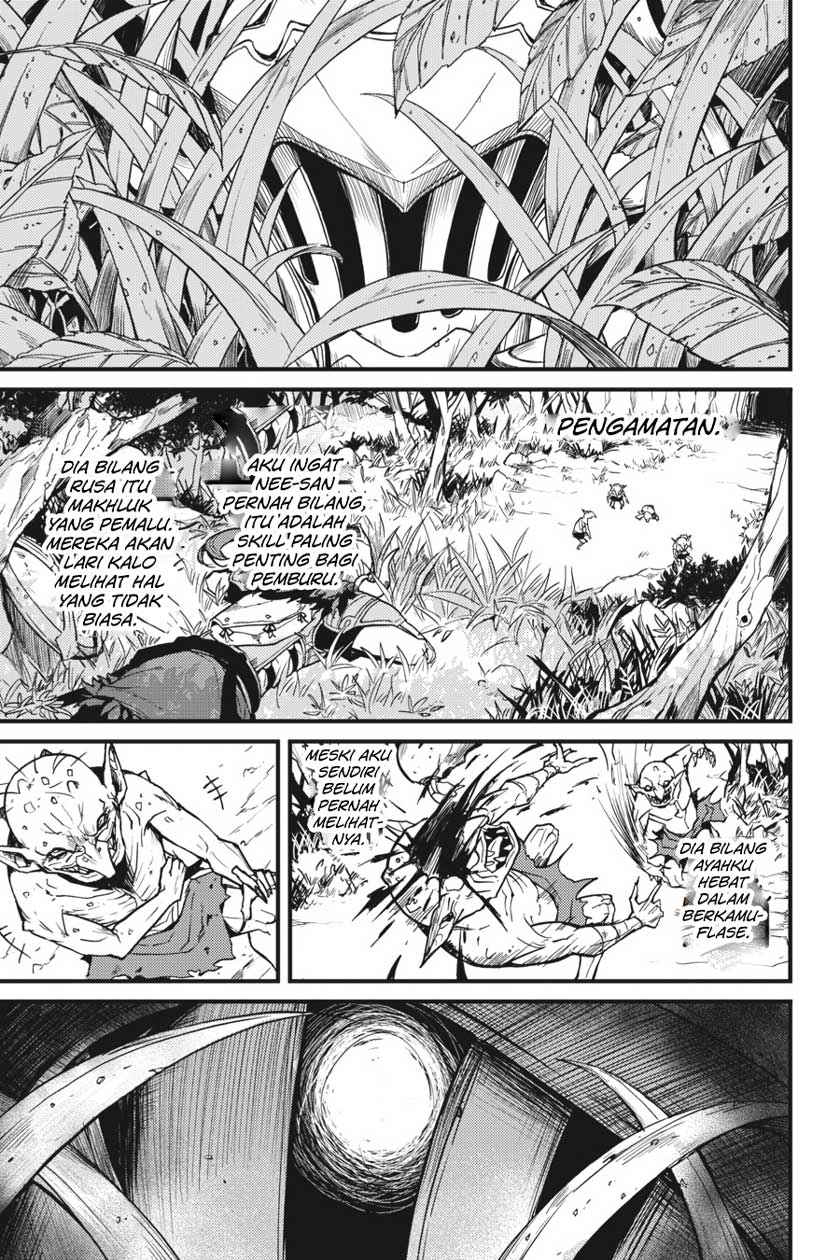 PENGAMATAN.
AKU INGAT
NEE-SAN
PERNAH BILANG,
ITU ADALAH
SKILL PALING
PENTING BAGI
PEMBURU.
DIA BILANG
RUSA ITU
MAKHLUK
YANG PEMALU.
MEREKA AKAN
LARI KALO
MELIHAT HAL
YANG TIDAK
BIASA.
DIA BILANG
AYAHKU
HEBAT
DALAM
BERKAMU-
FLASE.
MESKI AKU
SENDIRI
BELUM
PERNAH
MELIHAT-
NYA.